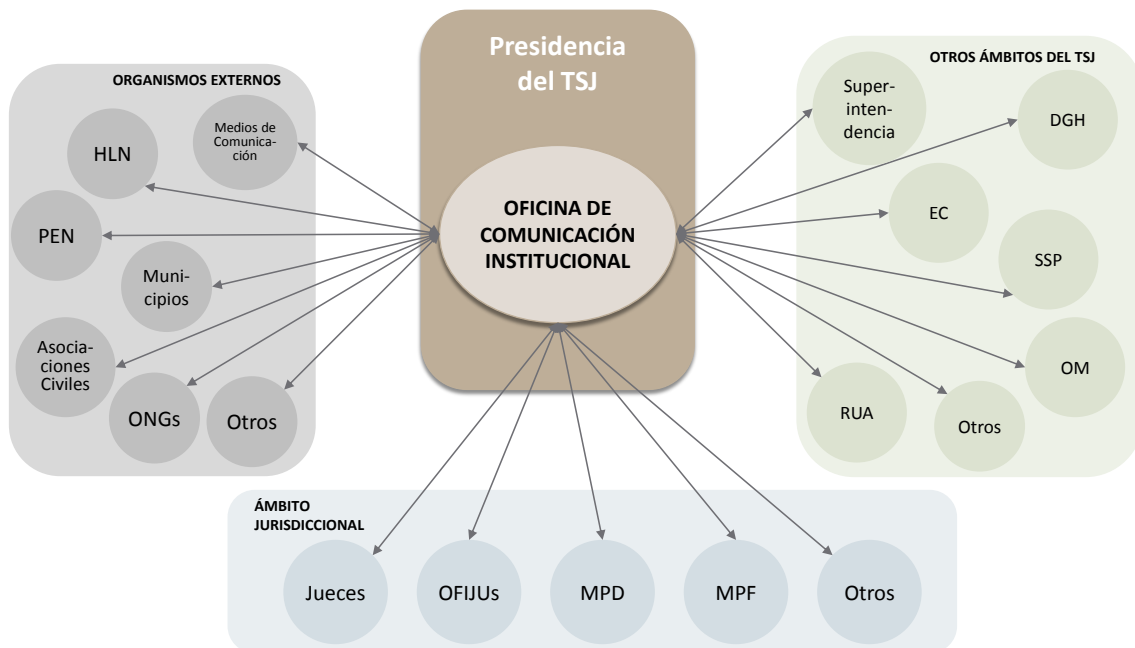 Presidencia
del TSJ
OFICINA DE
COMUNICACIÓN
INSTITUCIONAL
ORGANISMOS EXTERNOS
Medios de
Comunica-
ción
HLN
PEN
Muni-
cipios
Asocia-
ciones
Civiles
ONGs
Otros
OTROS ÁMBITOS DEL TSJ
Super-
inten-
dencia
DGH
EC
SSP
OM
RUA
Otros
ÁMBITO
JURISDICCIONAL
Jueces
OFIJUs
MPD
MPF
Otros